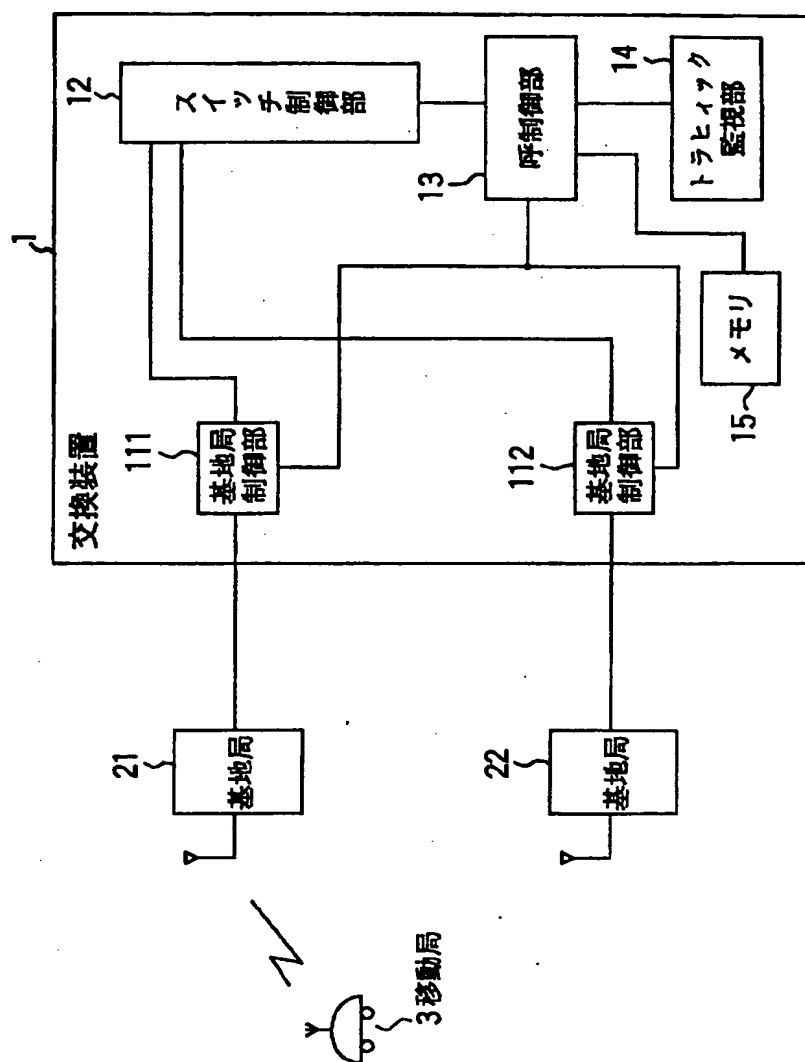 1
交換装置
12
スイッチ制御部
13
呼制御部
14
トラヒィック
監視部
15
メモリ
111
基地局
制御部
112
基地局
制御部
21
基地局
22
基地局
3移動局